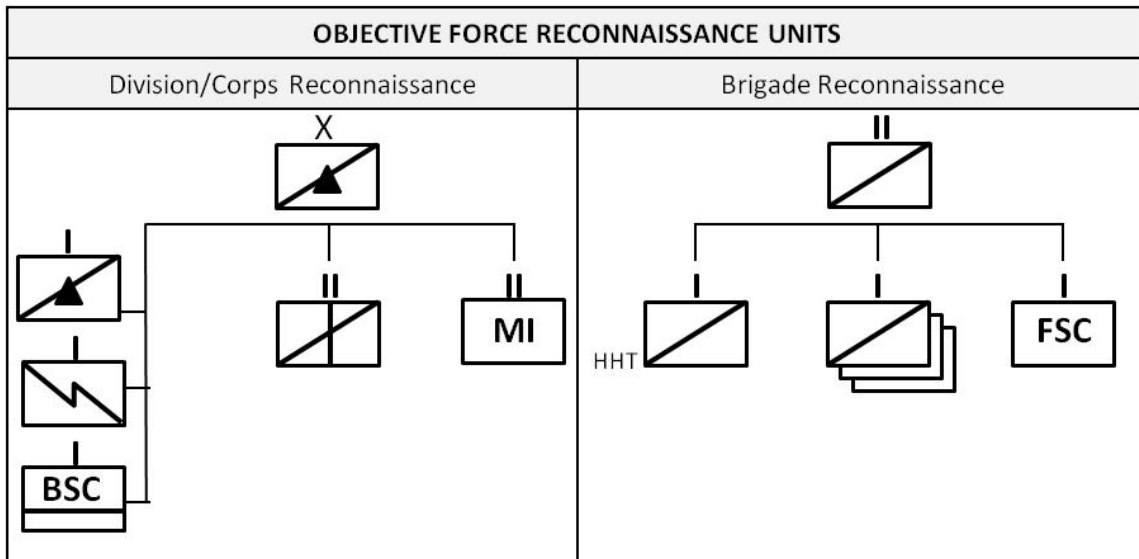 OBJECTIVE FORCE RECONNAISSANCE UNITS
Division/Corps Reconnaissance
Brigade Reconnaissance
X
II
I
II
II
MI
I
I
I
HHT
FSC
I
I
BSC